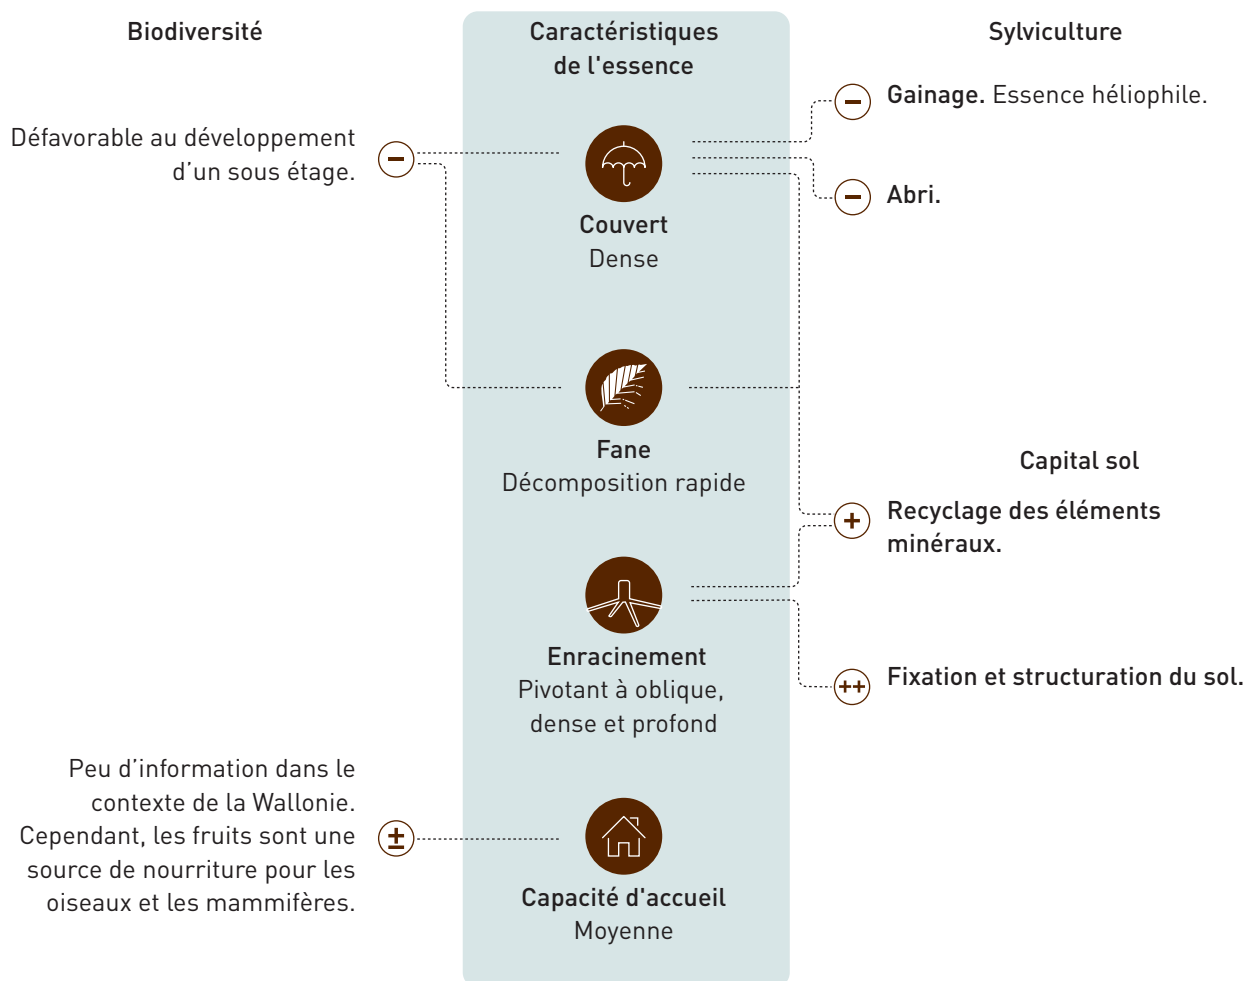 Biodiversité
Caractéristiques
de l'essence
Sylviculture
Défavorable au développement
d'un sous étage.
−
Couvert
Dense
−
Gainage. Essence héliophile.
−
Abri.
Fane
Décomposition rapide
Capital sol
+
Recyclage des éléments
minéraux.
Enracinement
Pivotant à oblique,
dense et profond
++
Fixation et structuration du sol.
Peu d’information dans le
contexte de la Wallonie.
Cependant, les fruits sont une
source de nourriture pour les
oiseaux et les mammifères.
±
Capacité d'accueil
Moyenne